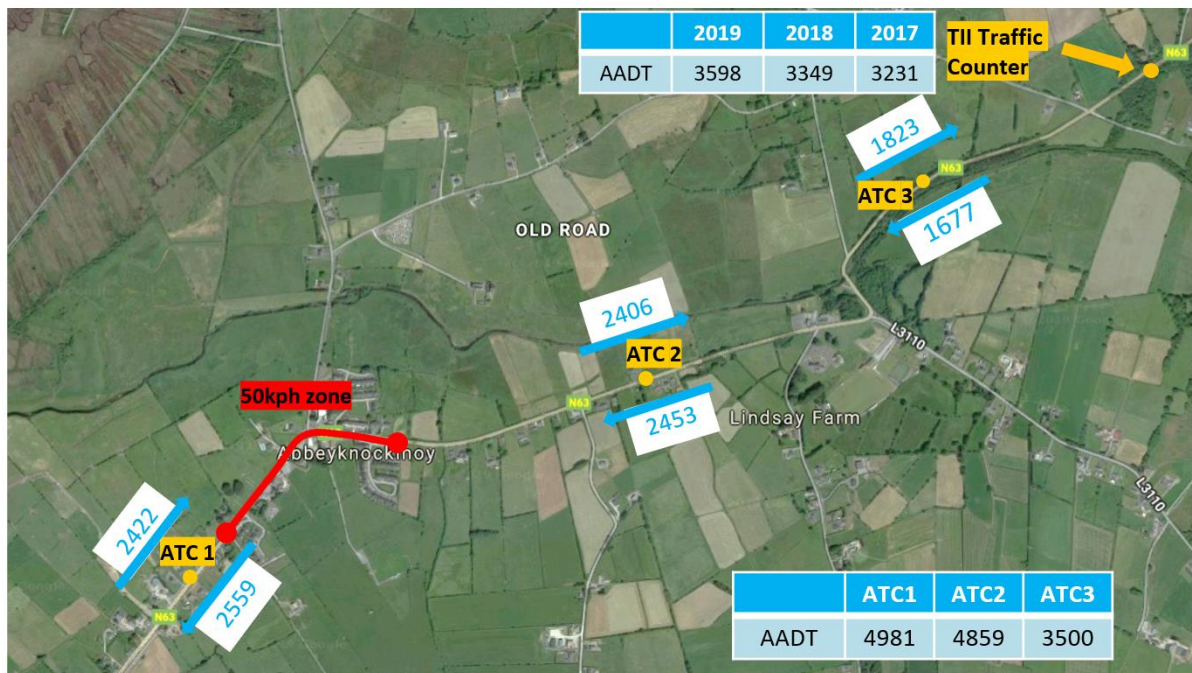 2019 2018 2017
AADT 3598 3349 3231
TII Traffic
Counter
N63
1823
N63
ATC 3
1677
OLD ROAD
2406
ATC 2
L3110
50kph zone
N63
2453
Lindsay Farm
Abbeyknockmoy
L3110
2422
ATC 1
2559
N63
ATC1 ATC2 ATC3
AADT 4981 4859 3500